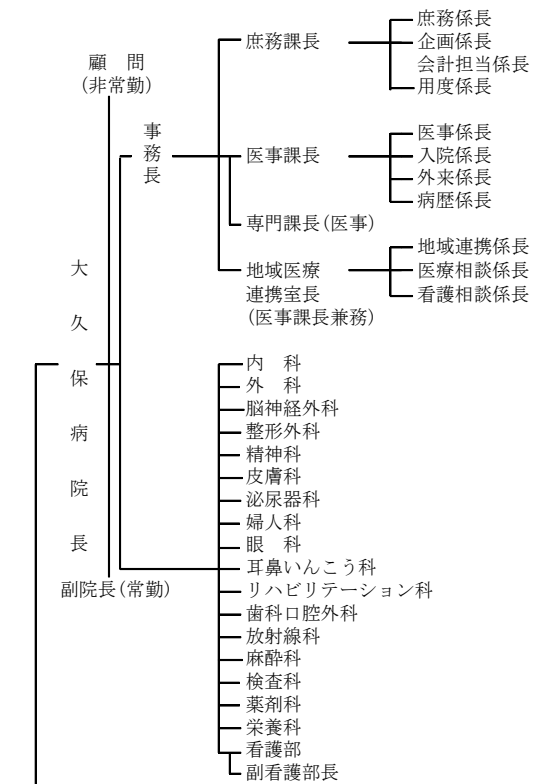 庶務係長
庶務課長
企画係長
会計担当係長
用度係長
顧　問
(非常勤)
事務長
医事係長
医事課長
入院係長
外来係長
病歴係長
専門課長(医事)
地域連携係長
地域医療
連携室長
(医事課長兼務)
医療相談係長
看護相談係長
大久保病院長
内　科
外　科
脳神経外科
整形外科
精神科
皮膚科
泌尿器科
婦人科
眼　科
耳鼻いんこう科
副院長(常勤)
リハビリテーション科
歯科口腔外科
放射線科
麻酔科
検査科
薬剤科
栄養科
看護部
副看護部長